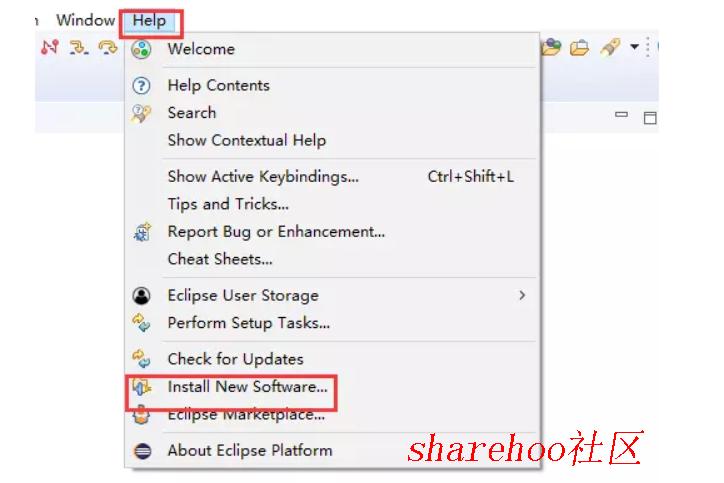 Window Help
Welcome
Help Contents
Search
Show Contextual Help
Show Active Keybindings... Ctrl+Shift+L
Tips and Tricks...
Report Bug or Enhancement...
Cheat Sheets...
Eclipse User Storage
Perform Setup Tasks...
Check for Updates
Install New Software...
Eclipse Marketplace...
About Eclipse Platform
sharehoo社区